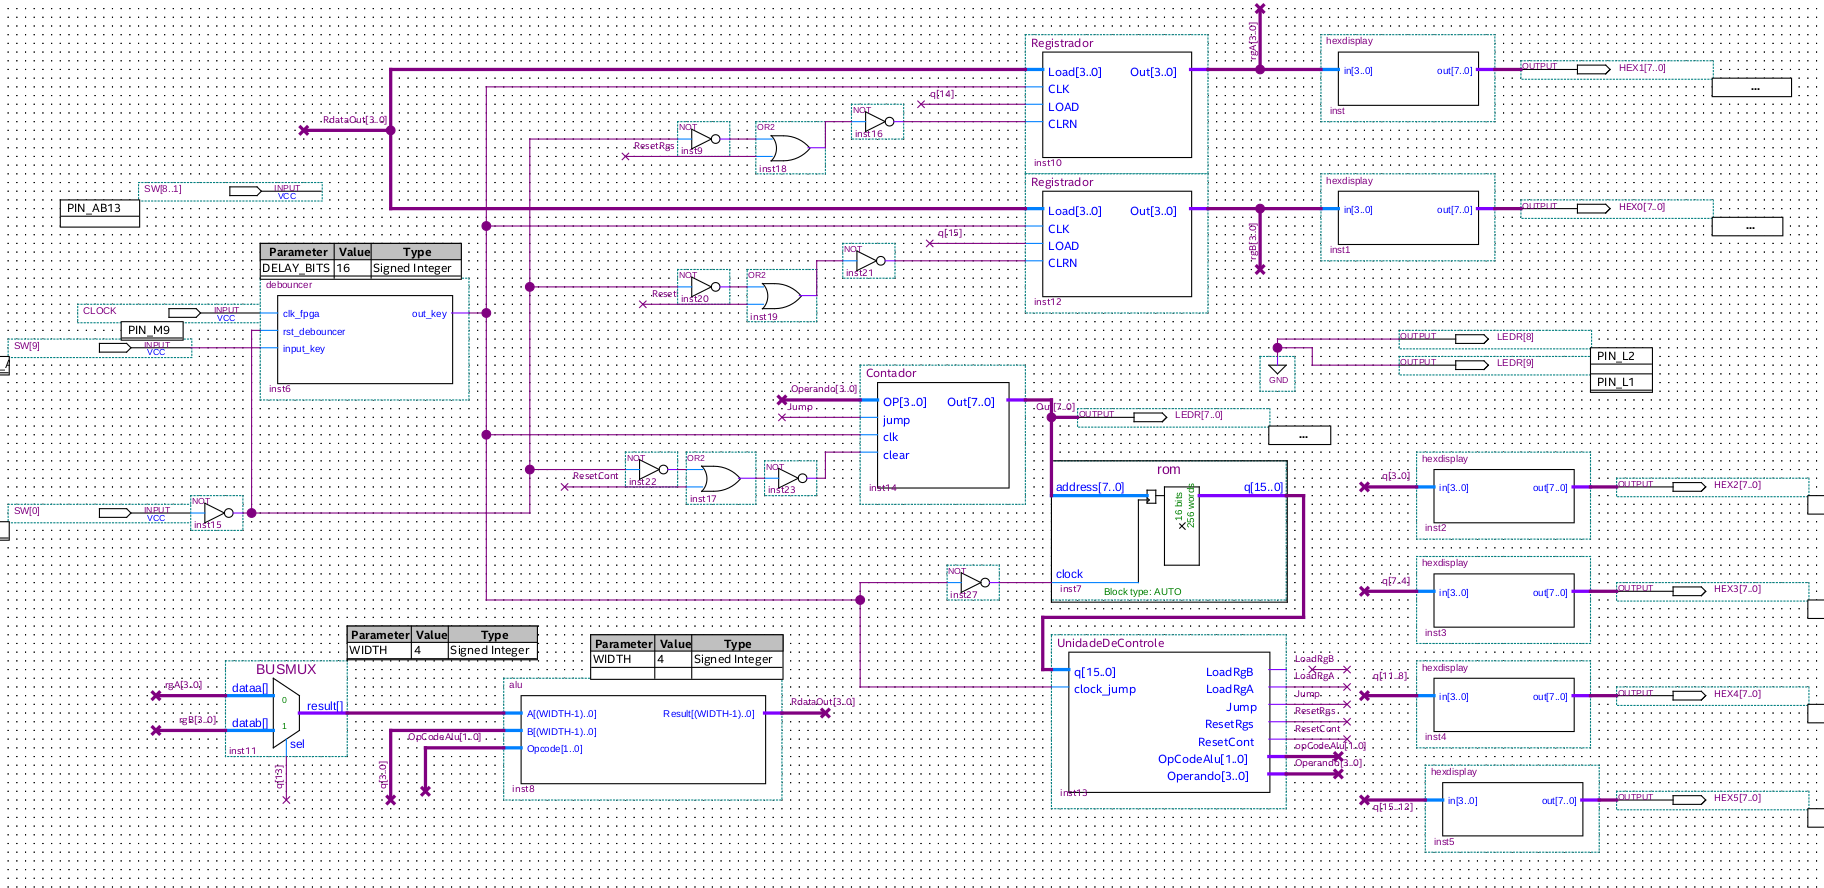 Registrador
Load[3..0] Out[3..0]
CLK
LOAD
CLRN
inst10
rgA[3..0]
hexdisplay
in[3..0] out[7..0]
inst
OUTPUT HEX1[7..0]
...
RdataOut[3..0]
q[14]
NOT
inst9
ResetRgs
OR2
inst18
NOT
inst16
SW[8..1] INPUT
VCC
PIN_AB13
Registrador
Load[3..0] Out[3..0]
CLK
LOAD
CLRN
inst12
rgB[3..0]
hexdisplay
in[3..0] out[7..0]
inst1
OUTPUT HEX0[7..0]
...
q[15]
NOT
inst20
Reset
OR2
inst19
NOT
inst21
Parameter Value Type
DELAY_BITS 16 Signed Integer
debouncer
clk_fpga out_key
rst_debouncer
input_key
inst6
CLOCK INPUT
VCC
PIN_M9
SW[9] INPUT
VCC
OUTPUT LEDR[8]
OUTPUT LEDR[9]
PIN_L2
PIN_L1
GND
Contador
OP[3..0] Out[7..0]
jump
clk
clear
inst14
Operando[3..0]
Jump
Out[7..0]
OUTPUT LEDR[7..0]
...
NOT
inst22
ResetCont
OR2
inst17
NOT
inst23
SW[0] INPUT
VCC
NOT
inst15
rom
address[7..0] q[15..0]
16 bits
256 words
clock
inst7
Block type: AUTO
NOT
inst27
hexdisplay
q[3..0]
in[3..0] out[7..0]
inst2
OUTPUT HEX2[7..0]
hexdisplay
q[7..4]
in[3..0] out[7..0]
inst3
OUTPUT HEX3[7..0]
hexdisplay
q[11..8]
in[3..0] out[7..0]
inst4
OUTPUT HEX4[7..0]
hexdisplay
q[15..12]
in[3..0] out[7..0]
inst5
OUTPUT HEX5[7..0]
Parameter Value Type
WIDTH 4 Signed Integer
BUSMUX
rgA[3..0]
dataa[]
0
result[]
rgB[3..0]
datab[]
1
sel
inst11
q[13]
Parameter Value Type
WIDTH 4 Signed Integer
alu
A[(WIDTH-1)..0] Result[(WIDTH-1)..0]
B[(WIDTH-1)..0]
Opcode[1..0]
inst8
OpCodeAlu[1..0]
q[3..0]
RdataOut[3..0]
UnidadeDeControle
q[15..0] LoadRgB
clock_jump LoadRgA
Jump
ResetRgs
ResetCont
OpCodeAlu[1..0]
Operando[3..0]
inst13
LoadRgB
LoadRgA
Jump
ResetRgs
ResetCont
opCodeAlu[1..0]
Operando[3..0]